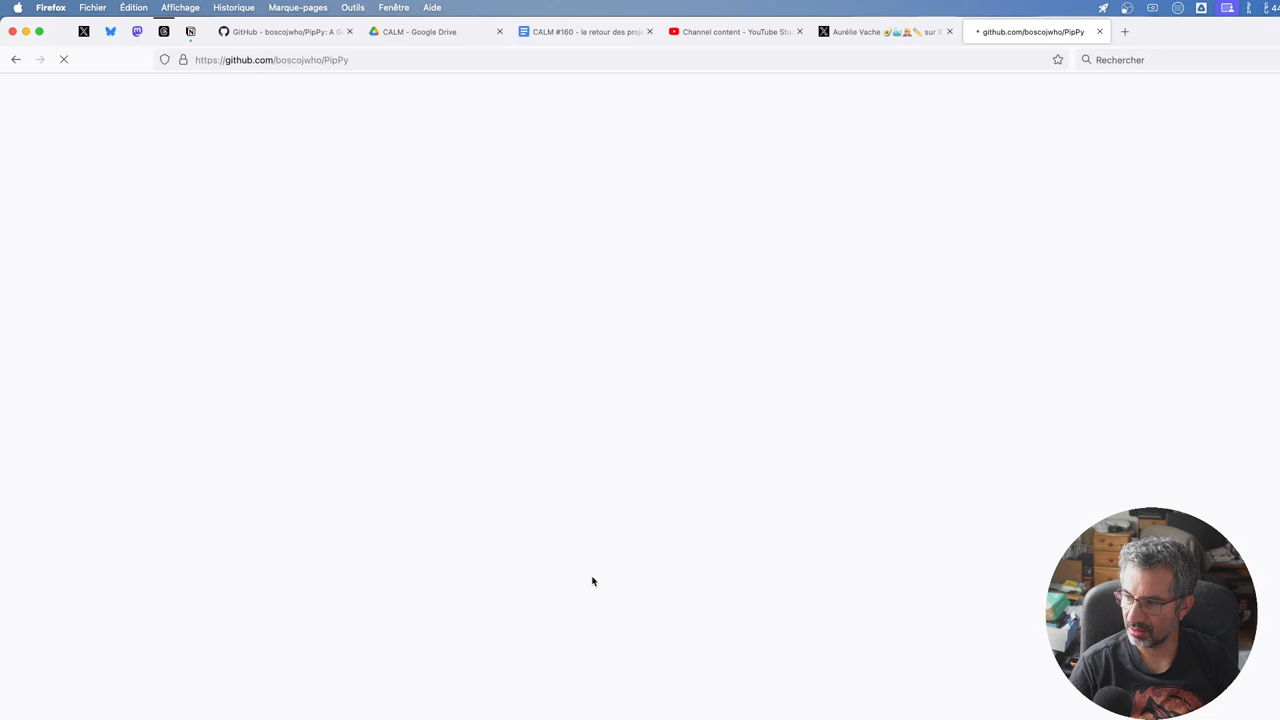 Firefox Fichier Édition Affichage Historique Marque-pages Outils Fenêtre Aide
GitHub - boscojwho/PipPy: A G
CALM - Google Drive
CALM #160 - le retour des proj
Channel content - YouTube Stu
Aurélie Vache 🥑🐳👩‍🏫✏️ sur X
github.com/boscojwho/PipPy
https://github.com/boscojwho/PipPy
Rechercher